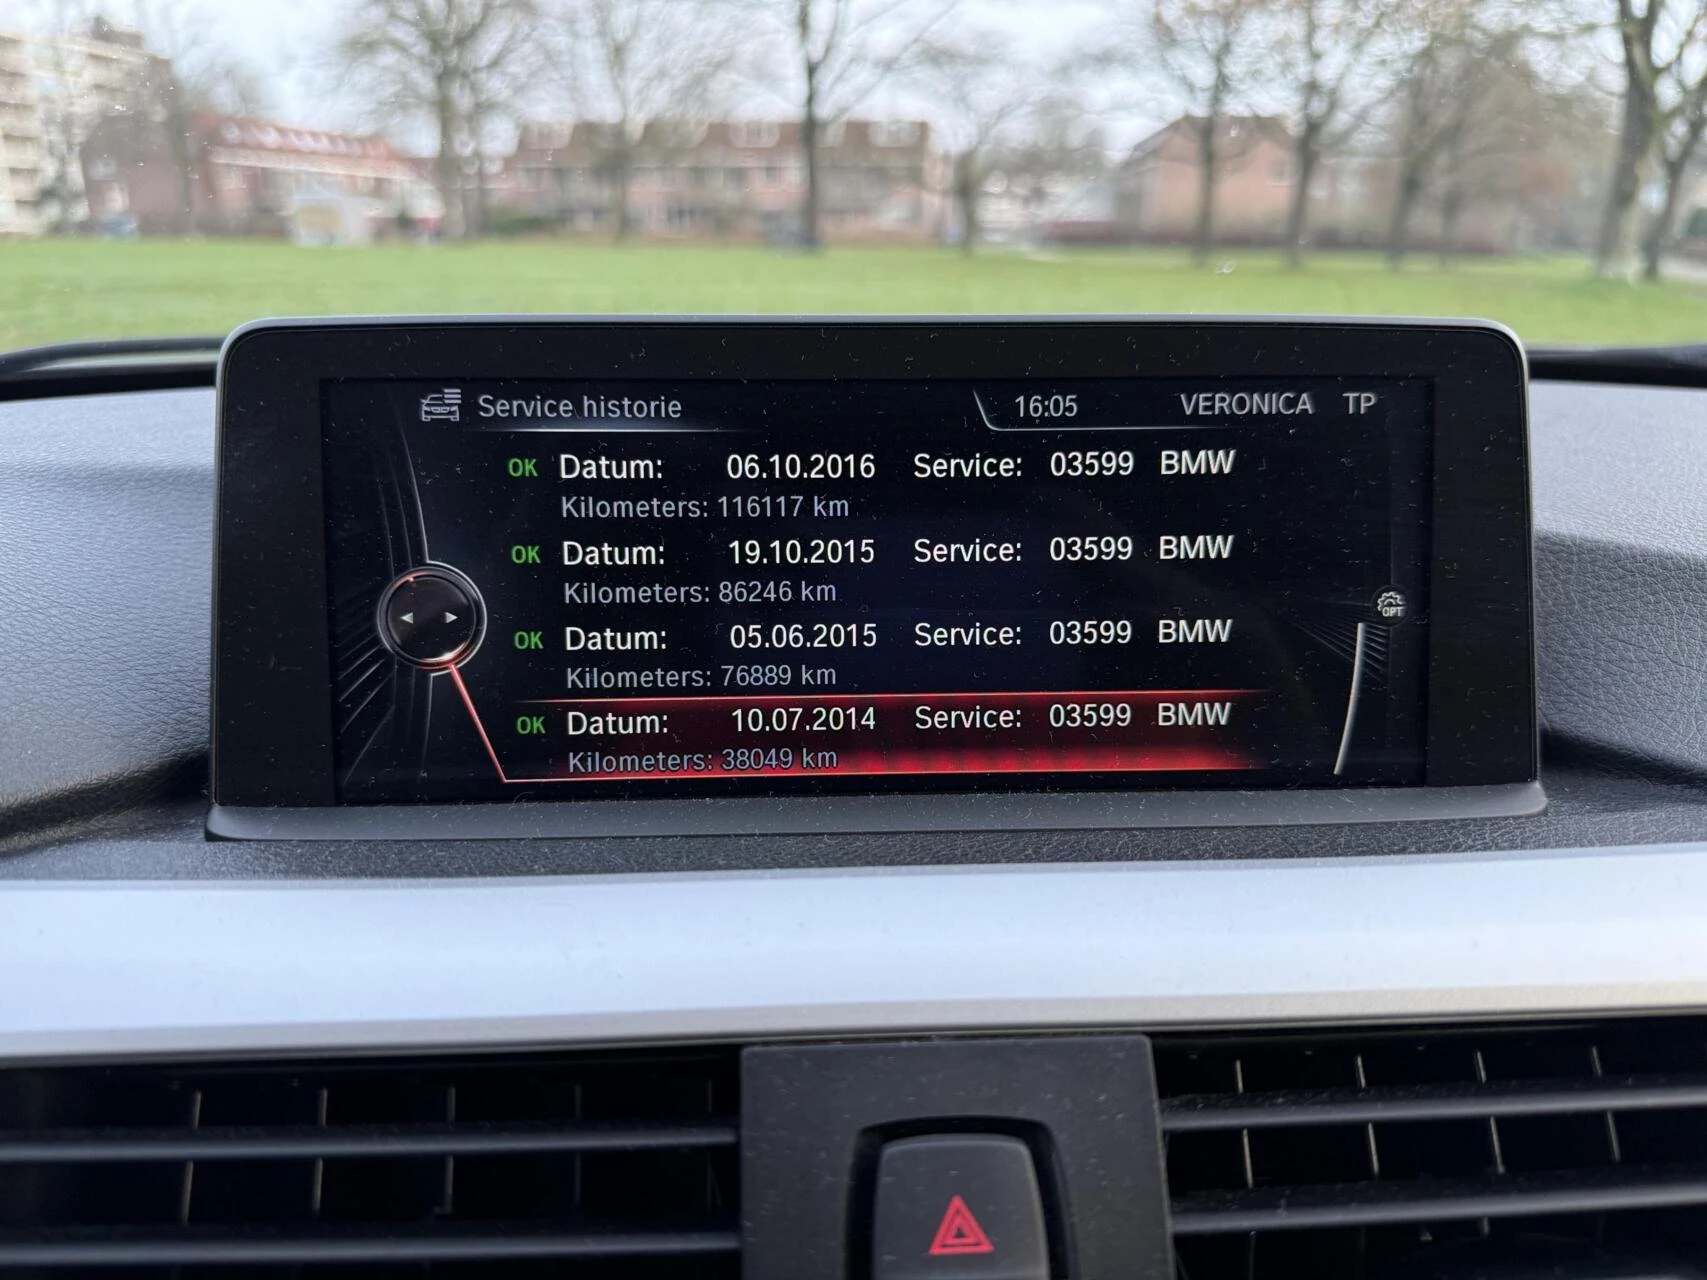 Service historie 16:05 VERONICA TP
OK Datum: 06.10.2016 Service: 03599 BMW
Kilometers: 116117 km
OK Datum: 19.10.2015 Service: 03599 BMW
Kilometers: 86246 km
OPT
OK Datum: 05.06.2015 Service: 03599 BMW
Kilometers: 76889 km
OK Datum: 10.07.2014 Service: 03599 BMW
Kilometers: 38049 km